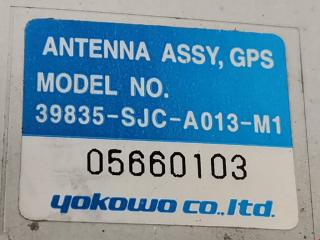 ANTENNA ASSY, GPS
MODEL NO.
39835-SJC-A013-M1
05660103
yokowo co.,ltd.